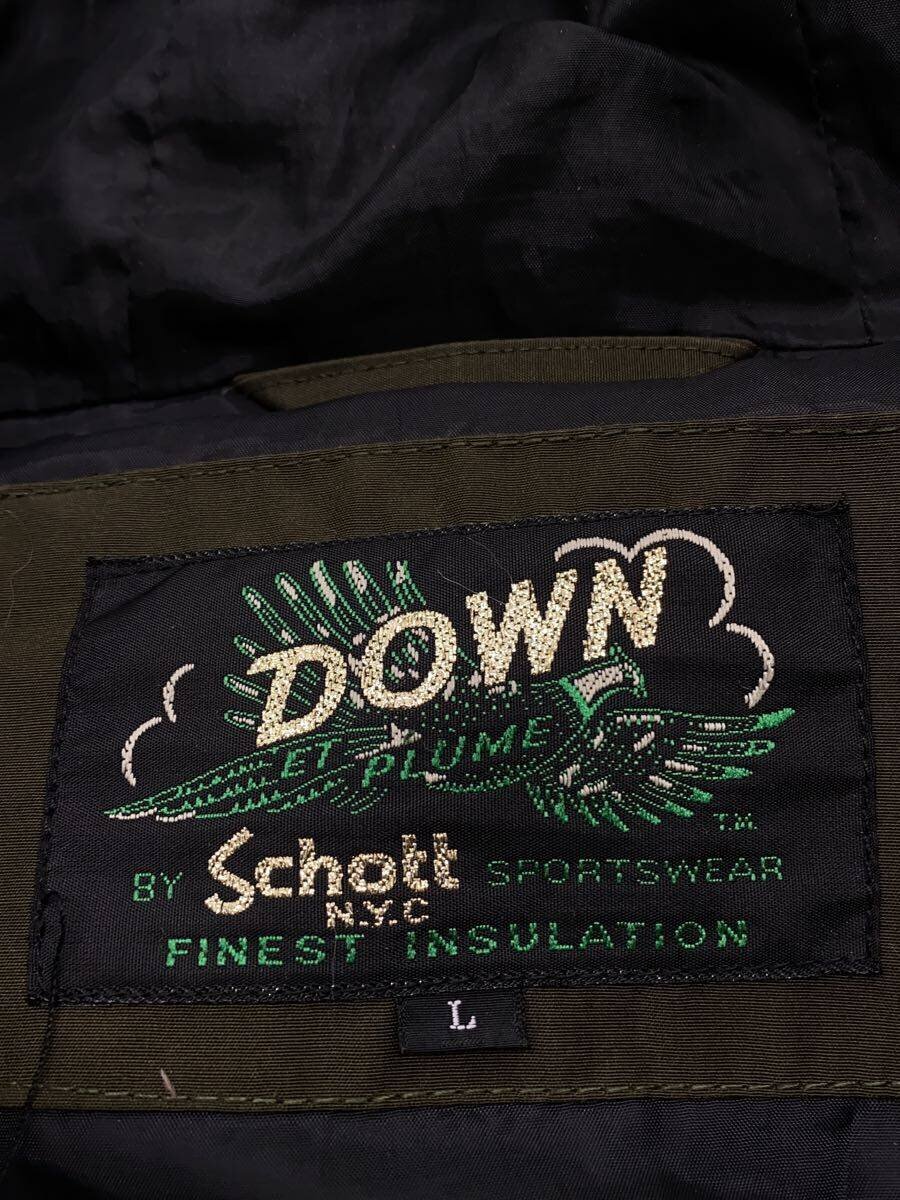 DOWN
ET PLUME
T.M.
BY Schott SPORTSWEAR
N.Y.C
FINEST INSULATION
L